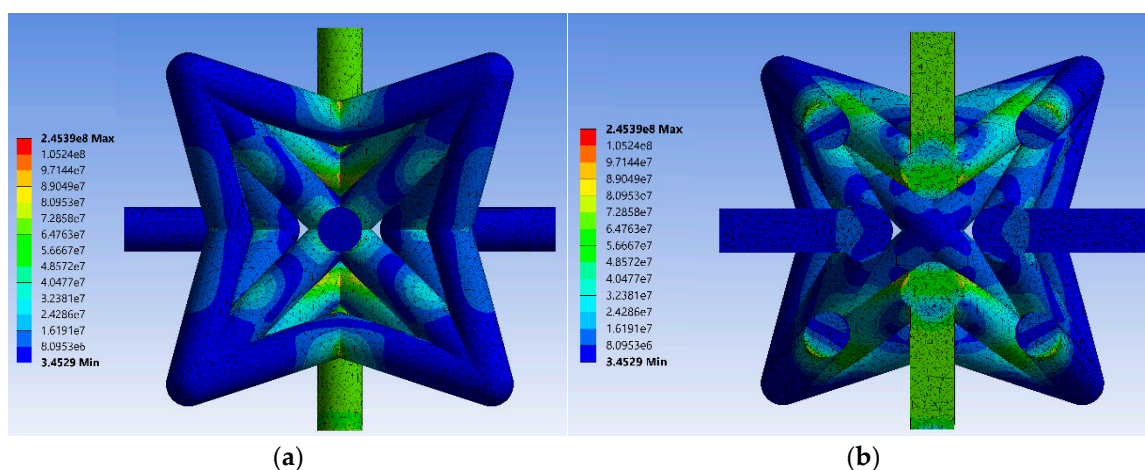 2.4539e8 Max
1.0524e8
9.7144e7
8.9049e7
8.0953e7
7.2858e7
6.4763e7
5.6667e7
4.8572e7
4.0477e7
3.2381e7
2.4286e7
1.6191e7
8.0953e6
3.4529 Min
(a)
2.4539e8 Max
1.0524e8
9.7144e7
8.9049e7
8.0953e7
7.2858e7
6.4763e7
5.6667e7
4.8572e7
4.0477e7
3.2381e7
2.4286e7
1.6191e7
8.0953e6
3.4529 Min
(b)